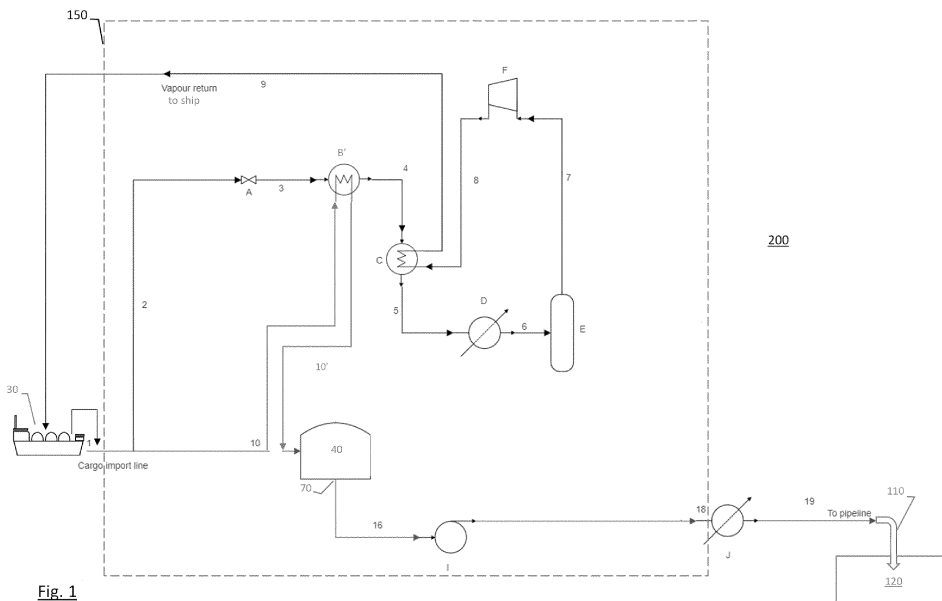 150
F
9
Vapour return
to ship
B'
4
A
3
8
7
200
C
2
D
5
6
E
10'
30
1
10
40
Cargo import line
70
16
I
18
19
To pipeline
110
J
120
Fig. 1